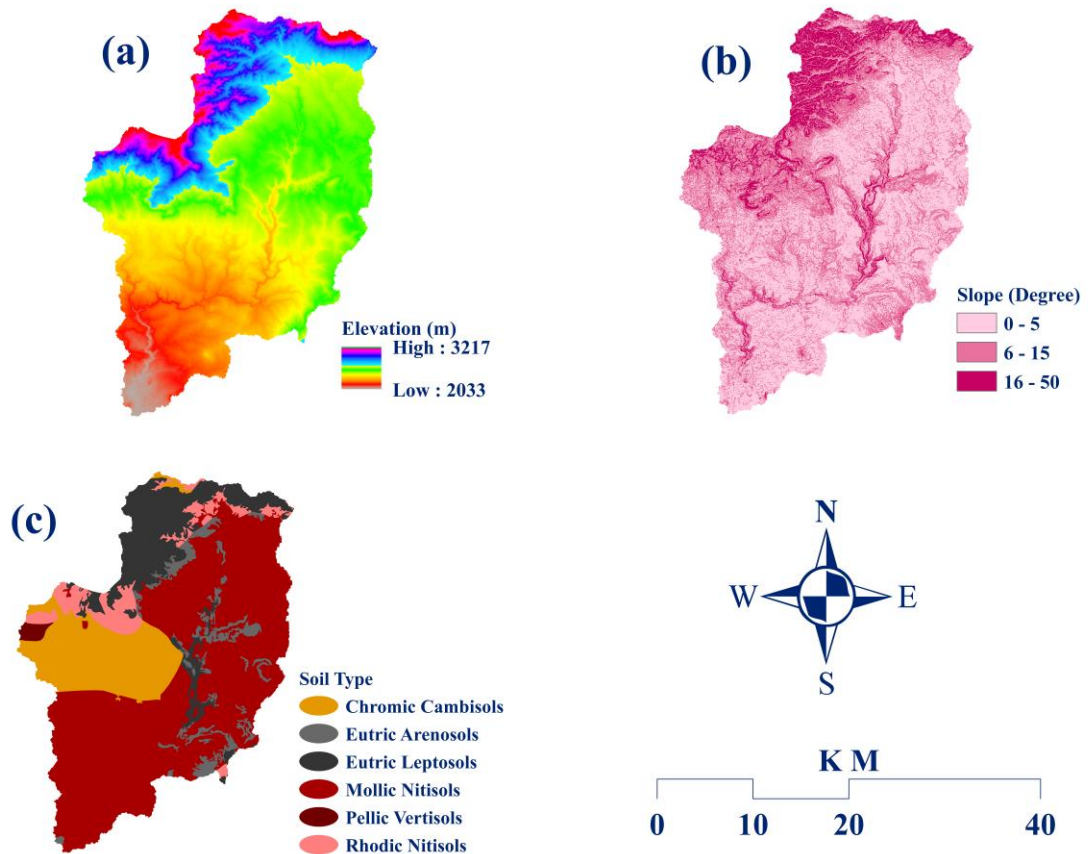 (a)
Elevation (m)
High : 3217
Low : 2033
(b)
Slope (Degree)
0 - 5
6 - 15
16 - 50
(c)
Soil Type
Chromic Cambisols
Eutric Arenosols
Eutric Leptosols
Mollic Nitisols
Pellic Vertisols
Rhodic Nitisols
N
W E
S
K M
0 10 20 40